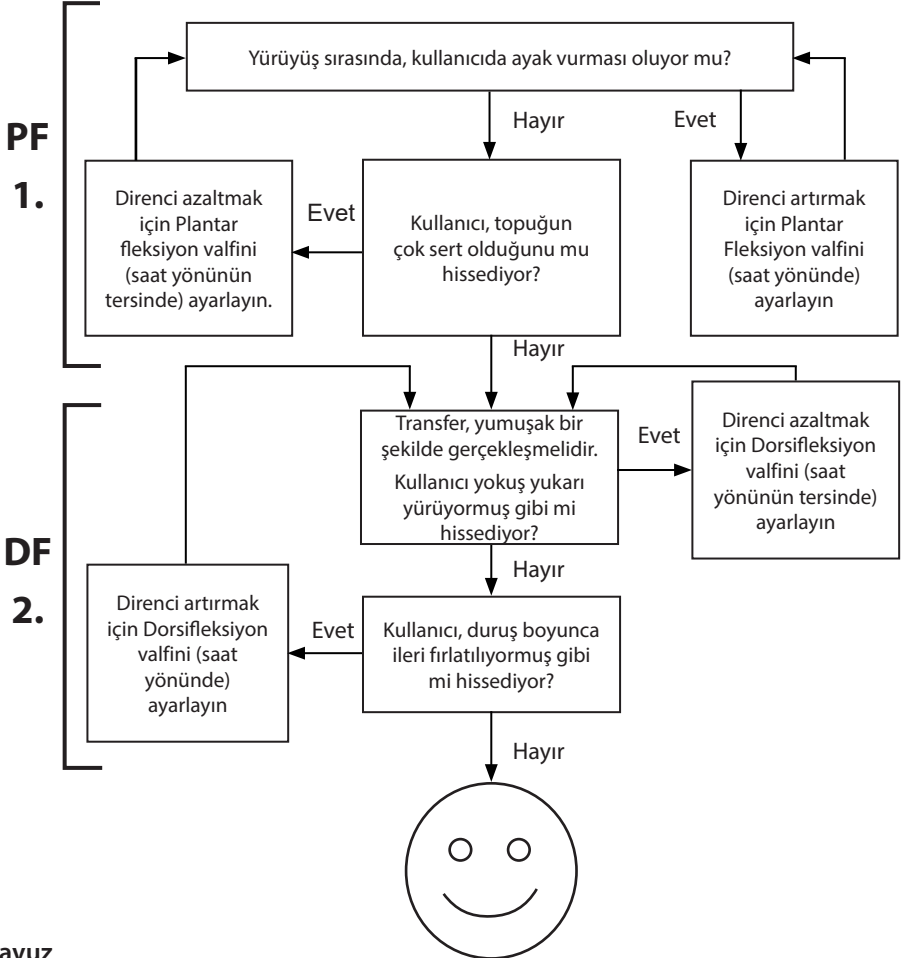 Yürüyüş sırasında, kullanıcıda ayak vurması oluyor mu?
Hayır
Evet
PF
1.
Direnci azaltmak
için Plantar
fleksiyon valfini
(saat yönünün
tersinde) ayarlayın.
Evet
Kullanıcı, topuğun
çok sert olduğunu mu
hissediyor?
Direnci artırmak
için Plantar
Fleksiyon valfini
(saat yönünde)
ayarlayın
Hayır
DF
2.
Transfer, yumuşak bir
şekilde gerçekleşmelidir.
Kullanıcı yokuş yukarı
yürüyormuş gibi mi
hissediyor?
Evet
Direnci azaltmak
için Dorsifleksiyon
valfini (saat
yönünün tersinde)
ayarlayın
Hayır
Direnci artırmak
için Dorsifleksiyon
valfini (saat
yönünde)
ayarlayın
Evet
Kullanıcı, duruş boyunca
ileri fırlatılıyormuş gibi
mi hissediyor?
Hayır